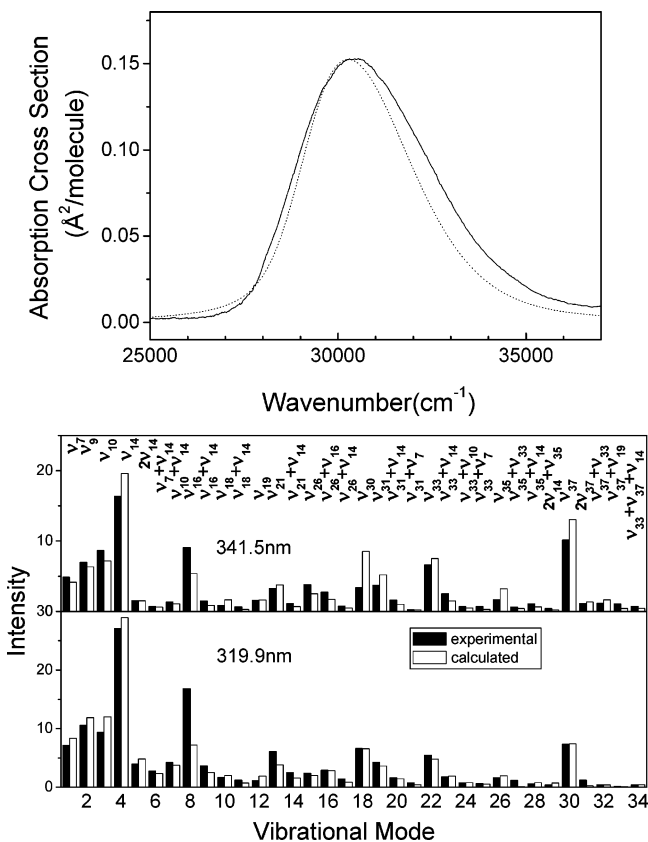 0.15
0.10
0.05
0.00
Absorption Cross Section
(Å²/molecule)
25000 30000 35000
Wavenumber(cm⁻¹)
ν₇
ν₉
ν₁₀
ν₁₄
2ν₁₄
ν₇+ν₁₄
ν₁₀+ν₁₄
ν₁₆
ν₁₆+ν₁₄
ν₁₈
ν₁₈+ν₁₄
ν₁₉
ν₂₁
ν₂₁+ν₁₄
ν₂₆
ν₂₆+ν₁₆
ν₂₆+ν₁₄
ν₃₀
ν₃₁
ν₃₁+ν₁₄
ν₃₁+ν₇
ν₃₃
ν₃₃+ν₁₄
ν₃₃+ν₁₀
ν₃₃+ν₇
ν₃₅
ν₃₅+ν₃₃
ν₃₅+ν₁₄
2ν₁₄+ν₃₅
ν₃₇
2ν₃₇
ν₃₇+ν₃₃
ν₃₇+ν₁₉
ν₃₃+ν₃₇+ν₁₄
20
10
341.5nm
30
20
10
0
Intensity
319.9nm
experimental
calculated
2 4 6 8 10 12 14 16 18 20 22 24 26 28 30 32 34
Vibrational Mode